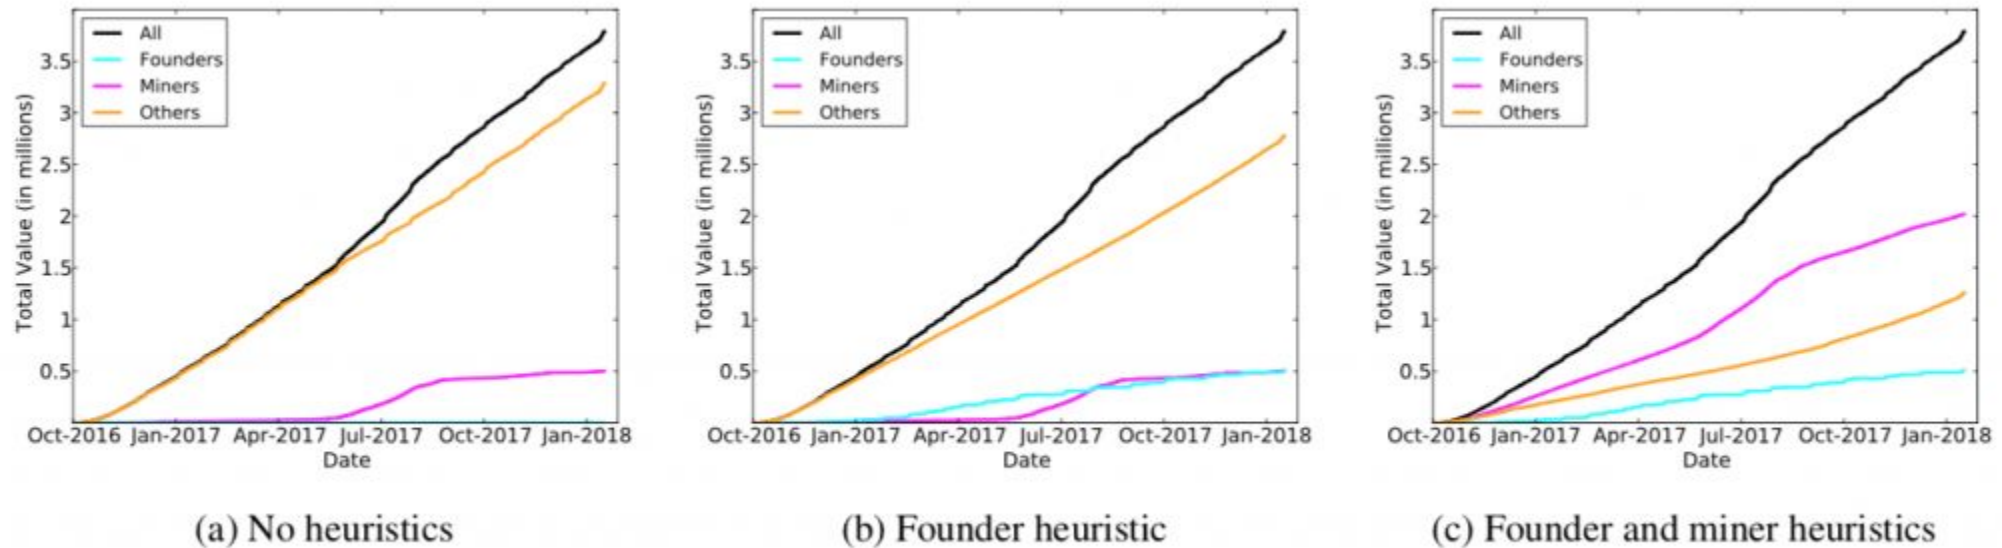 All
Founders
Miners
Others
3.5
3
2.5
2
1.5
1
0.5
Total Value (in millions)
Oct-2016 Jan-2017 Apr-2017 Jul-2017 Oct-2017 Jan-2018
Date
(a) No heuristics
All
Founders
Miners
Others
3.5
3
2.5
2
1.5
1
0.5
Total Value (in millions)
Oct-2016 Jan-2017 Apr-2017 Jul-2017 Oct-2017 Jan-2018
Date
(b) Founder heuristic
All
Founders
Miners
Others
3.5
3
2.5
2
1.5
1
0.5
Total Value (in millions)
Oct-2016 Jan-2017 Apr-2017 Jul-2017 Oct-2017 Jan-2018
Date
(c) Founder and miner heuristics